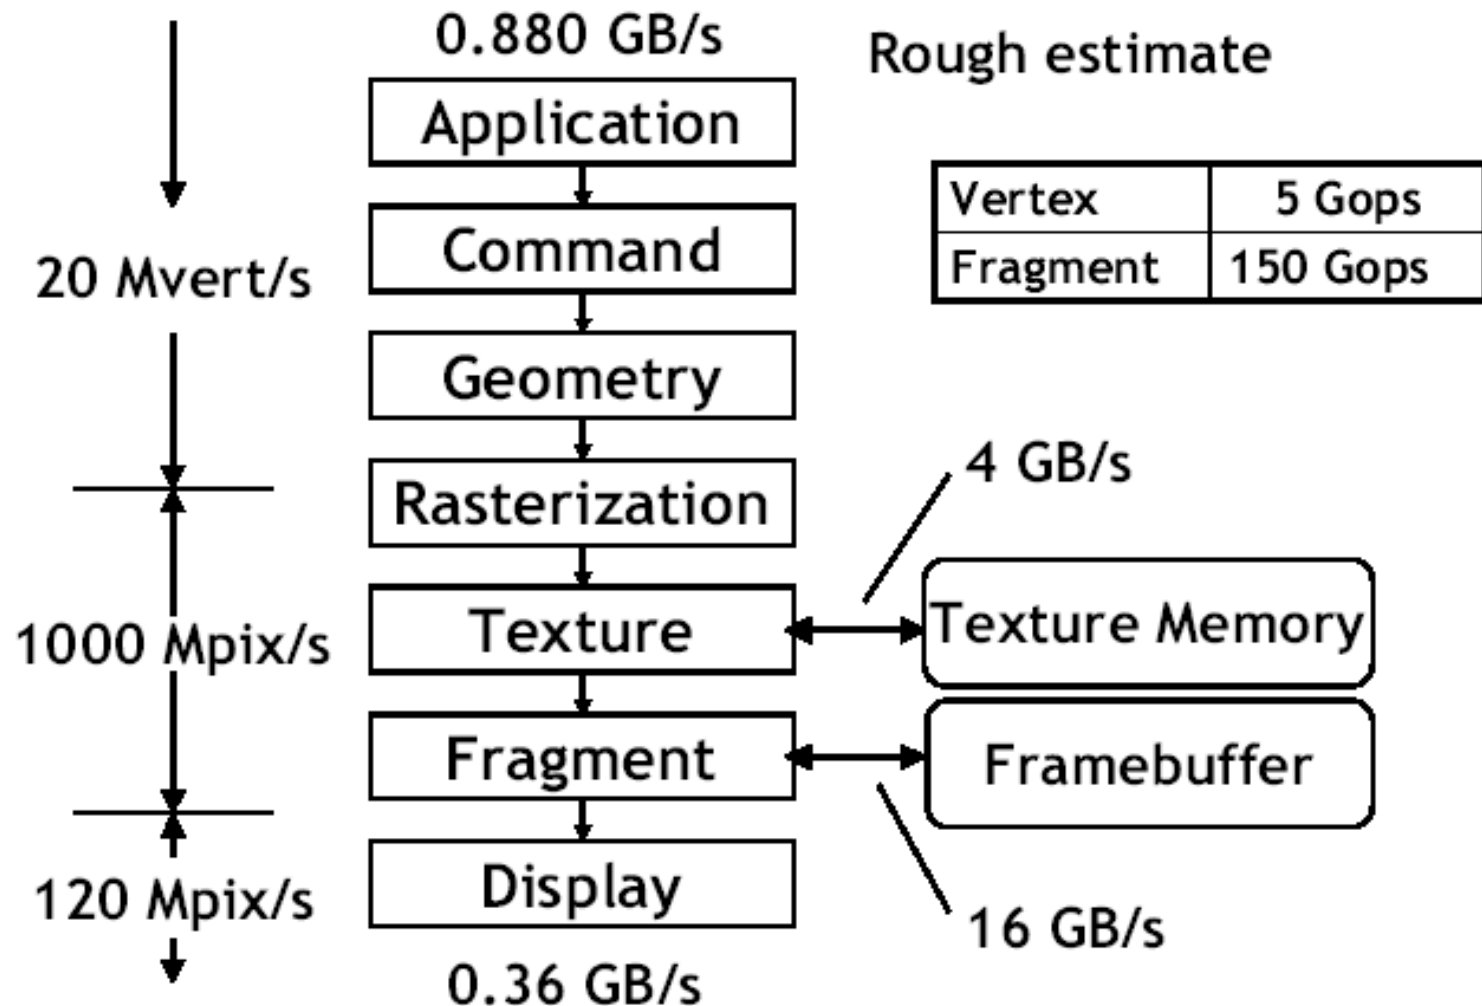 0.880 GB/s
Rough estimate
Application
Vertex 5 Gops
Command
Fragment 150 Gops
20 Mvert/s
Geometry
4 GB/s
Rasterization
Texture
Texture Memory
1000 Mpix/s
Fragment
Framebuffer
Display
120 Mpix/s
16 GB/s
0.36 GB/s